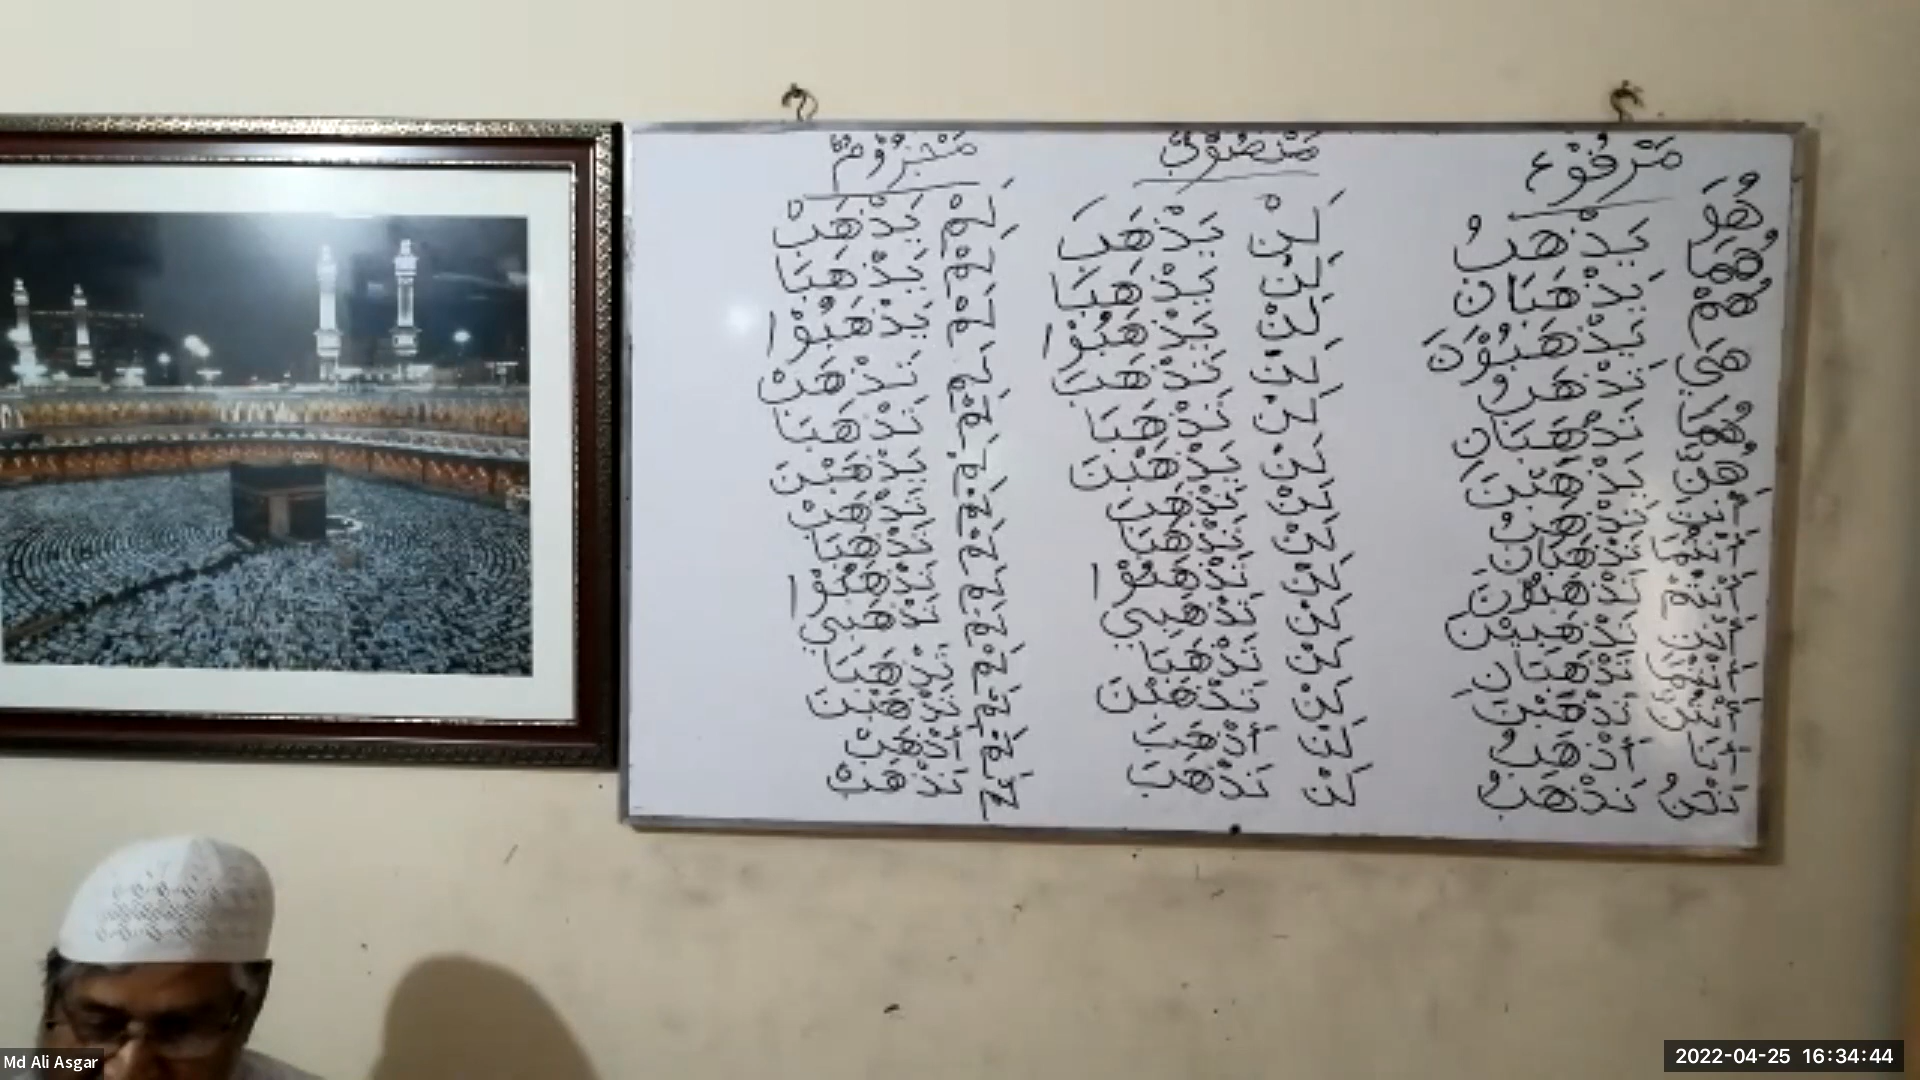 مَرْفُوْع مَنْصُوْبٌ مَجْزُوْمٌ
هُوَ يَذْهَبُ لَنْ يَذْهَبَ لَمْ يَذْهَبْ
هُمَا يَذْهَبَانِ لَنْ يَذْهَبَا لَمْ يَذْهَبَا
هُمْ يَذْهَبُوْنَ لَنْ يَذْهَبُوْا لَمْ يَذْهَبُوْا
هِيَ تَذْهَبُ لَنْ تَذْهَبَ لَمْ تَذْهَبْ
هُمَا تَذْهَبَانِ لَنْ تَذْهَبَا لَمْ تَذْهَبَا
هُنَّ يَذْهَبْنَ لَنْ يَذْهَبْنَ لَمْ يَذْهَبْنَ
أَنْتَ تَذْهَبُ لَنْ تَذْهَبَ لَمْ تَذْهَبْ
أَنْتُمَا تَذْهَبَانِ لَنْ تَذْهَبَا لَمْ تَذْهَبَا
أَنْتُمْ تَذْهَبُوْنَ لَنْ تَذْهَبُوْا لَمْ تَذْهَبُوْا
أَنْتِ تَذْهَبِيْنَ لَنْ تَذْهَبِيْ لَمْ تَذْهَبِيْ
أَنْتُمَا تَذْهَبَانِ لَنْ تَذْهَبَا لَمْ تَذْهَبَا
أَنْتُنَّ تَذْهَبْنَ لَنْ تَذْهَبْنَ لَمْ تَذْهَبْنَ
أَنَا أَذْهَبُ لَنْ أَذْهَبَ لَمْ أَذْهَبْ
نَحْنُ نَذْهَبُ لَنْ نَذْهَبَ لَمْ نَذْهَبْ
Md Ali Asgar
2022-04-25 16:34:44